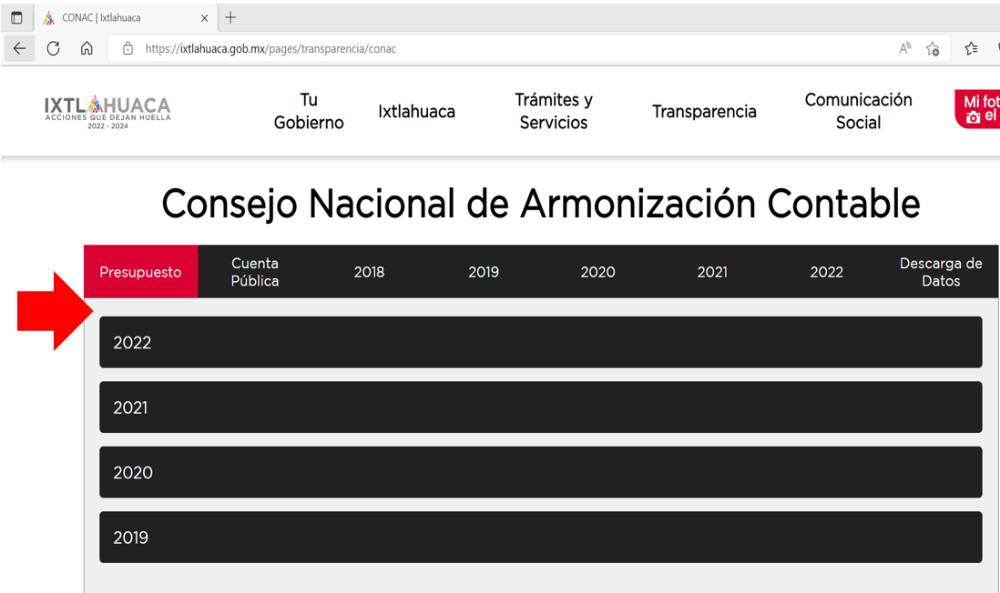 CONAC | Ixtlahuaca
https://ixtlahuaca.gob.mx/pages/transparencia/conac
IXTLAHUACA
ACCIONES QUE DEJAN HUELLA
2022 - 2024
Tu
Gobierno
Ixtlahuaca
Trámites y
Servicios
Transparencia
Comunicación
Social
Mi fot
el
Consejo Nacional de Armonización Contable
Presupuesto
Cuenta
Pública
2018
2019
2020
2021
2022
Descarga de
Datos
2022
2021
2020
2019